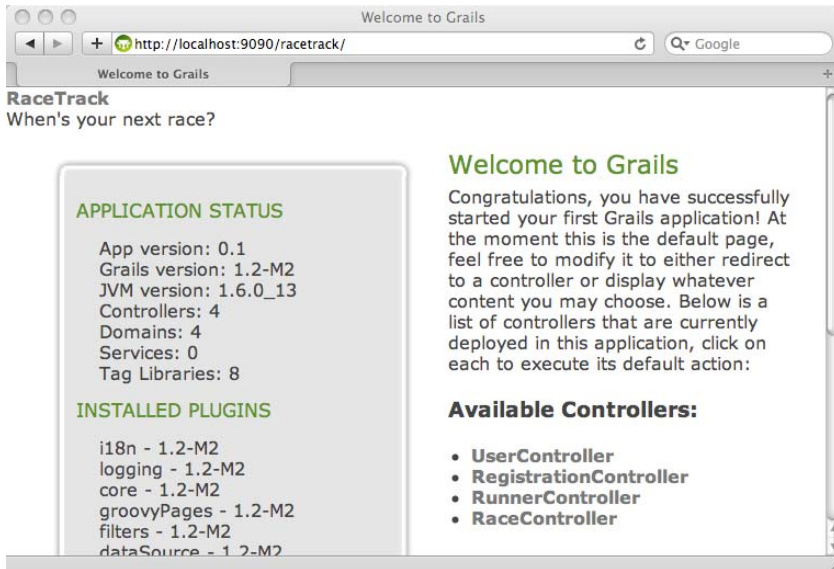 Welcome to Grails
http://localhost:9090/racetrack/
Google
Welcome to Grails
RaceTrack
When's your next race?
APPLICATION STATUS
App version: 0.1
Grails version: 1.2-M2
JVM version: 1.6.0_13
Controllers: 4
Domains: 4
Services: 0
Tag Libraries: 8
INSTALLED PLUGINS
i18n - 1.2-M2
logging - 1.2-M2
core - 1.2-M2
groovyPages - 1.2-M2
filters - 1.2-M2
dataSource - 1.2-M2
Welcome to Grails
Congratulations, you have successfully
started your first Grails application! At
the moment this is the default page,
feel free to modify it to either redirect
to a controller or display whatever
content you may choose. Below is a
list of controllers that are currently
deployed in this application, click on
each to execute its default action:
Available Controllers:
• UserController
• RegistrationController
• RunnerController
• RaceController